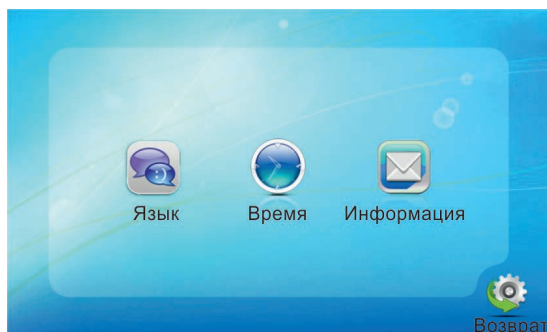 Язык Время Информация
Возврат